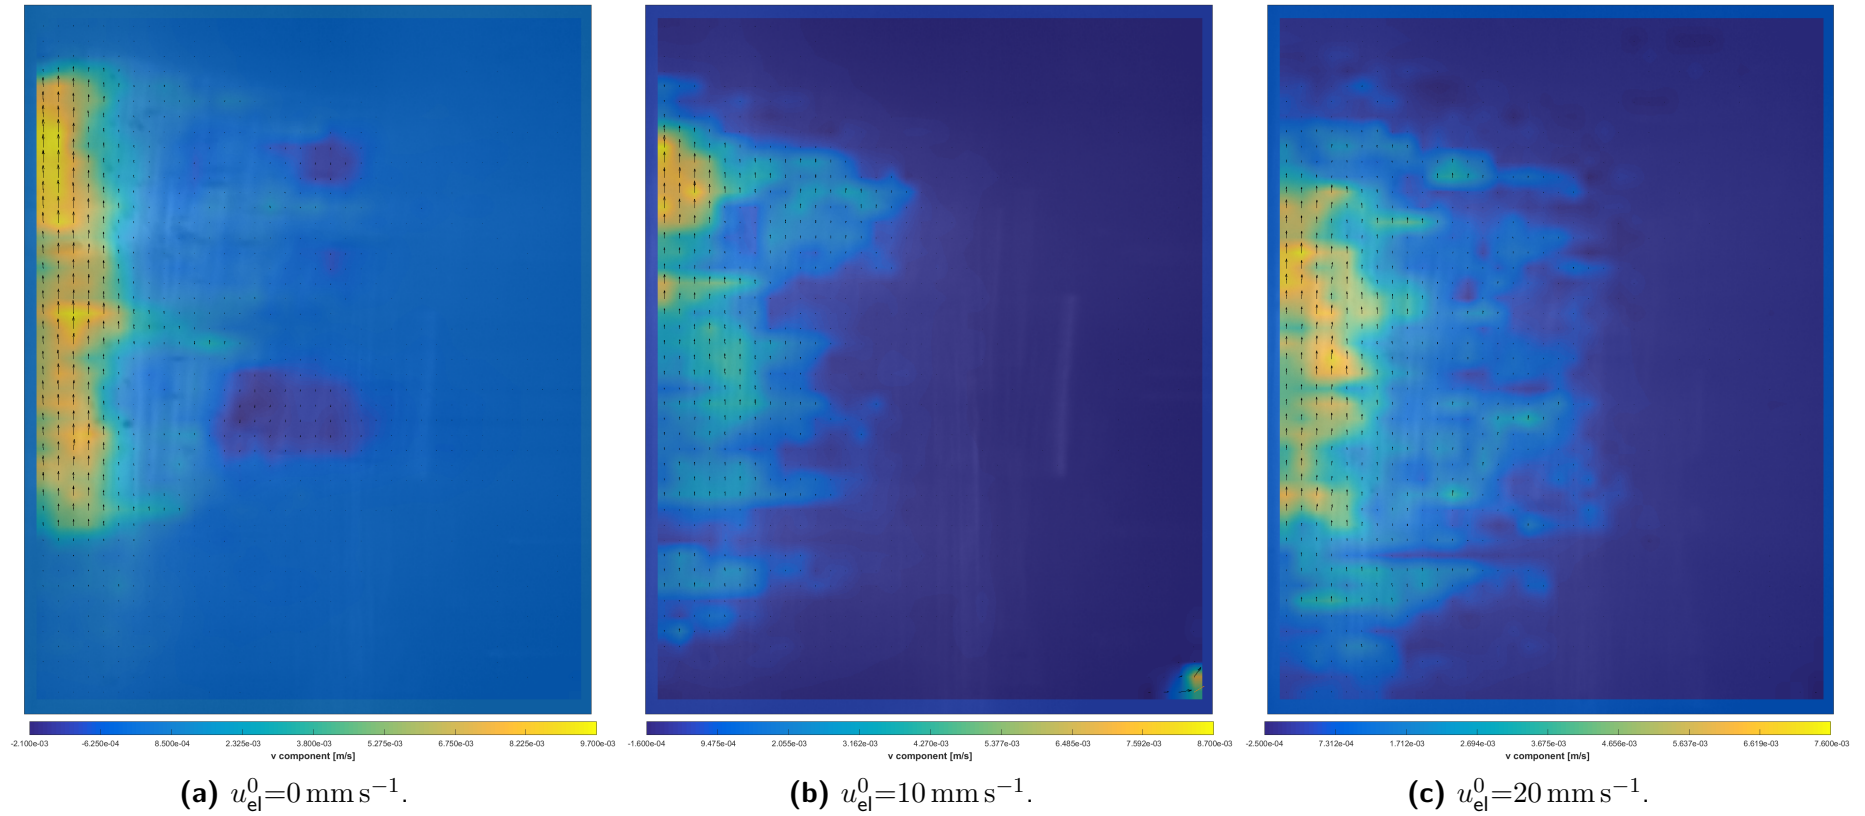 -2.100e-03 -6.250e-04 8.500e-04 2.325e-03 3.800e-03 5.275e-03 6.750e-03 8.225e-03 9.700e-03
v component [m/s]
(a) u⁰el=0 mm s⁻¹.
-1.600e-04 9.475e-04 2.055e-03 3.162e-03 4.270e-03 5.377e-03 6.485e-03 7.592e-03 8.700e-03
v component [m/s]
(b) u⁰el=10 mm s⁻¹.
-2.500e-04 7.312e-04 1.712e-03 2.694e-03 3.675e-03 4.656e-03 5.637e-03 6.619e-03 7.600e-03
v component [m/s]
(c) u⁰el=20 mm s⁻¹.